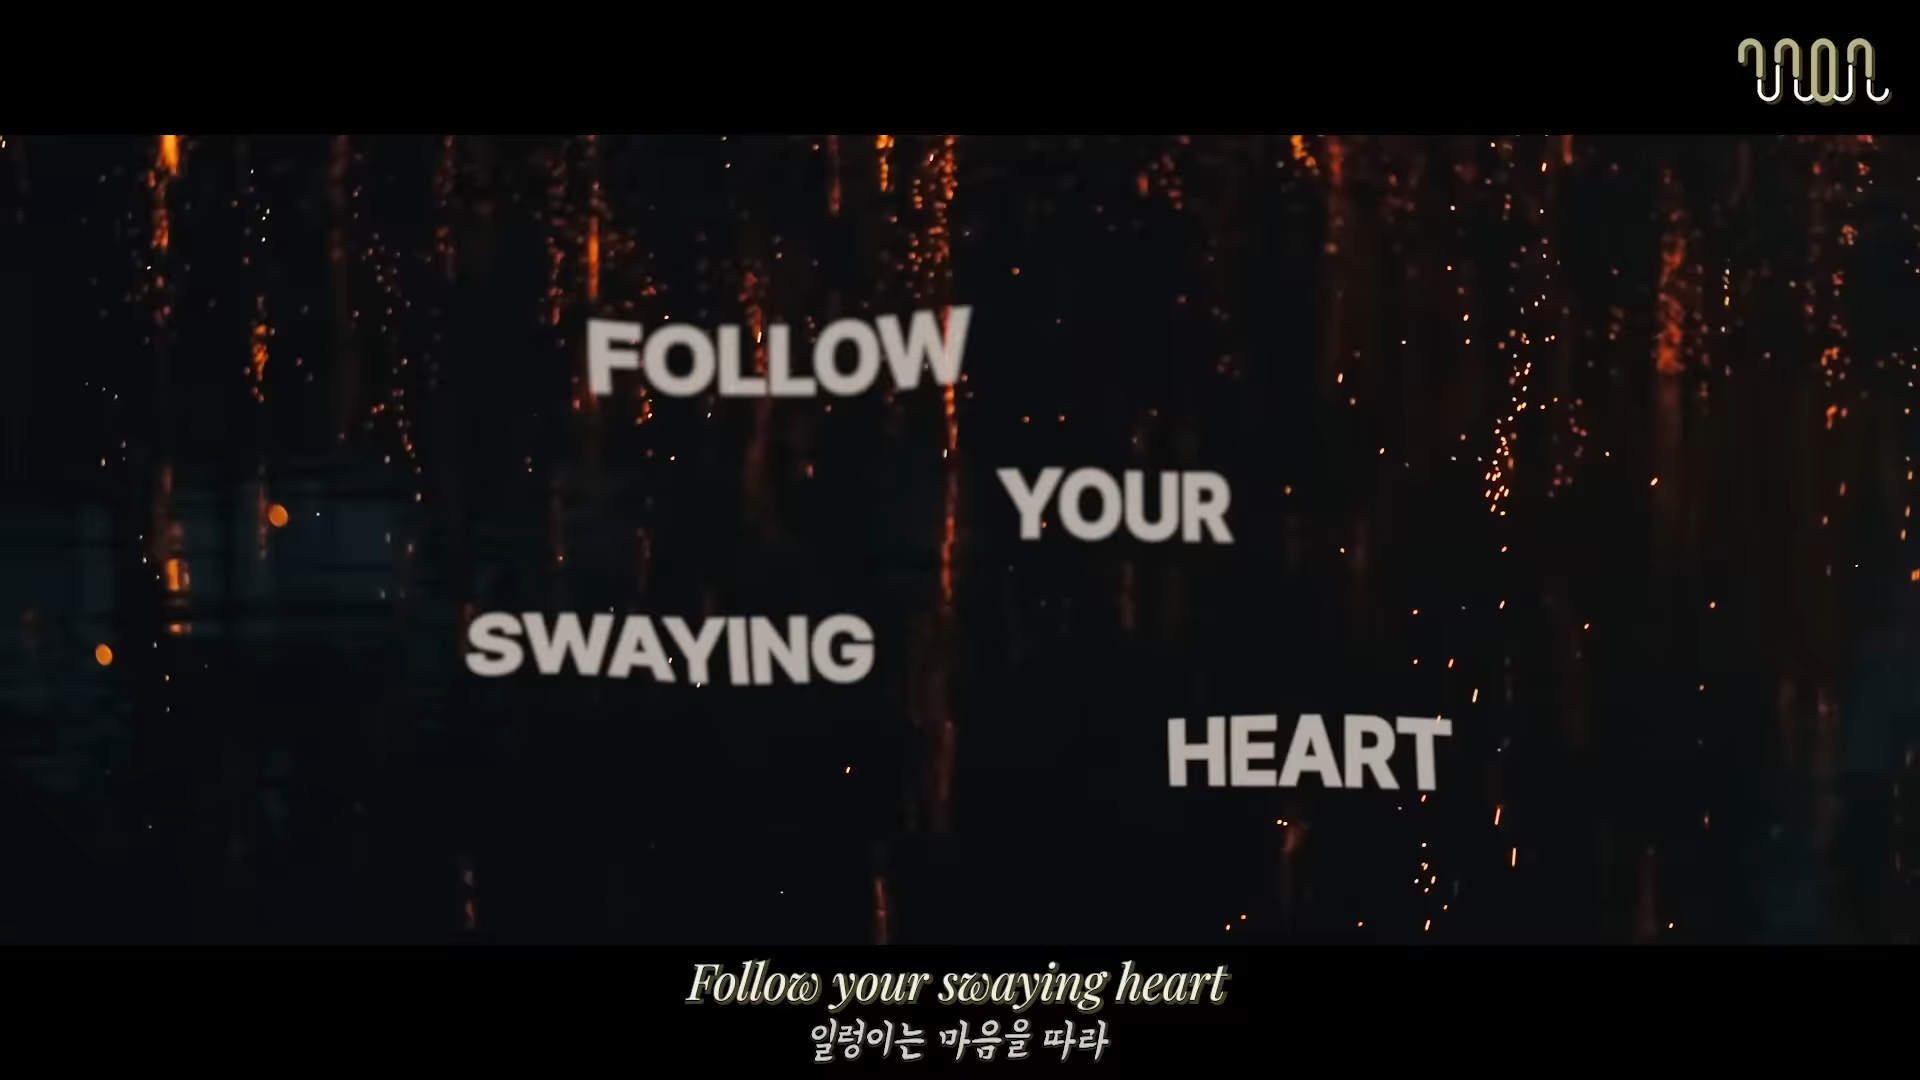 FOLLOW
YOUR
SWAYING
HEART
Follow your swaying heart
일렁이는 마음을 따라